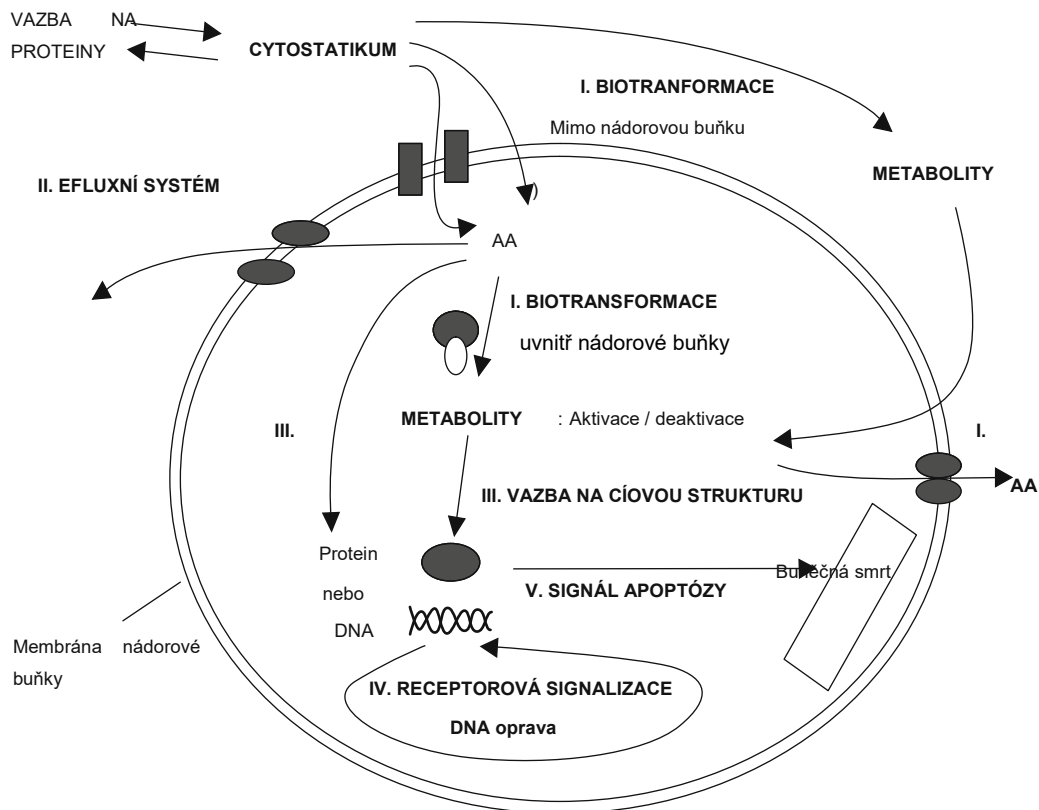 VAZBA NA
PROTEINY
CYTOSTATIKUM
I. BIOTRANFORMACE
Mimo nádorovou buňku
METABOLITY
II. EFLUXNÍ SYSTÉM
)
AA
I. BIOTRANSFORMACE
uvnitř nádorové buňky
METABOLITY : Aktivace / deaktivace
III.
I.
AA
III. VAZBA NA CÍOVOU STRUKTURU
Protein
nebo
DNA
Buněčná smrt
V. SIGNÁL APOPTÓZY
Membrána nádorové
buňky
IV. RECEPTOROVÁ SIGNALIZACE
DNA oprava